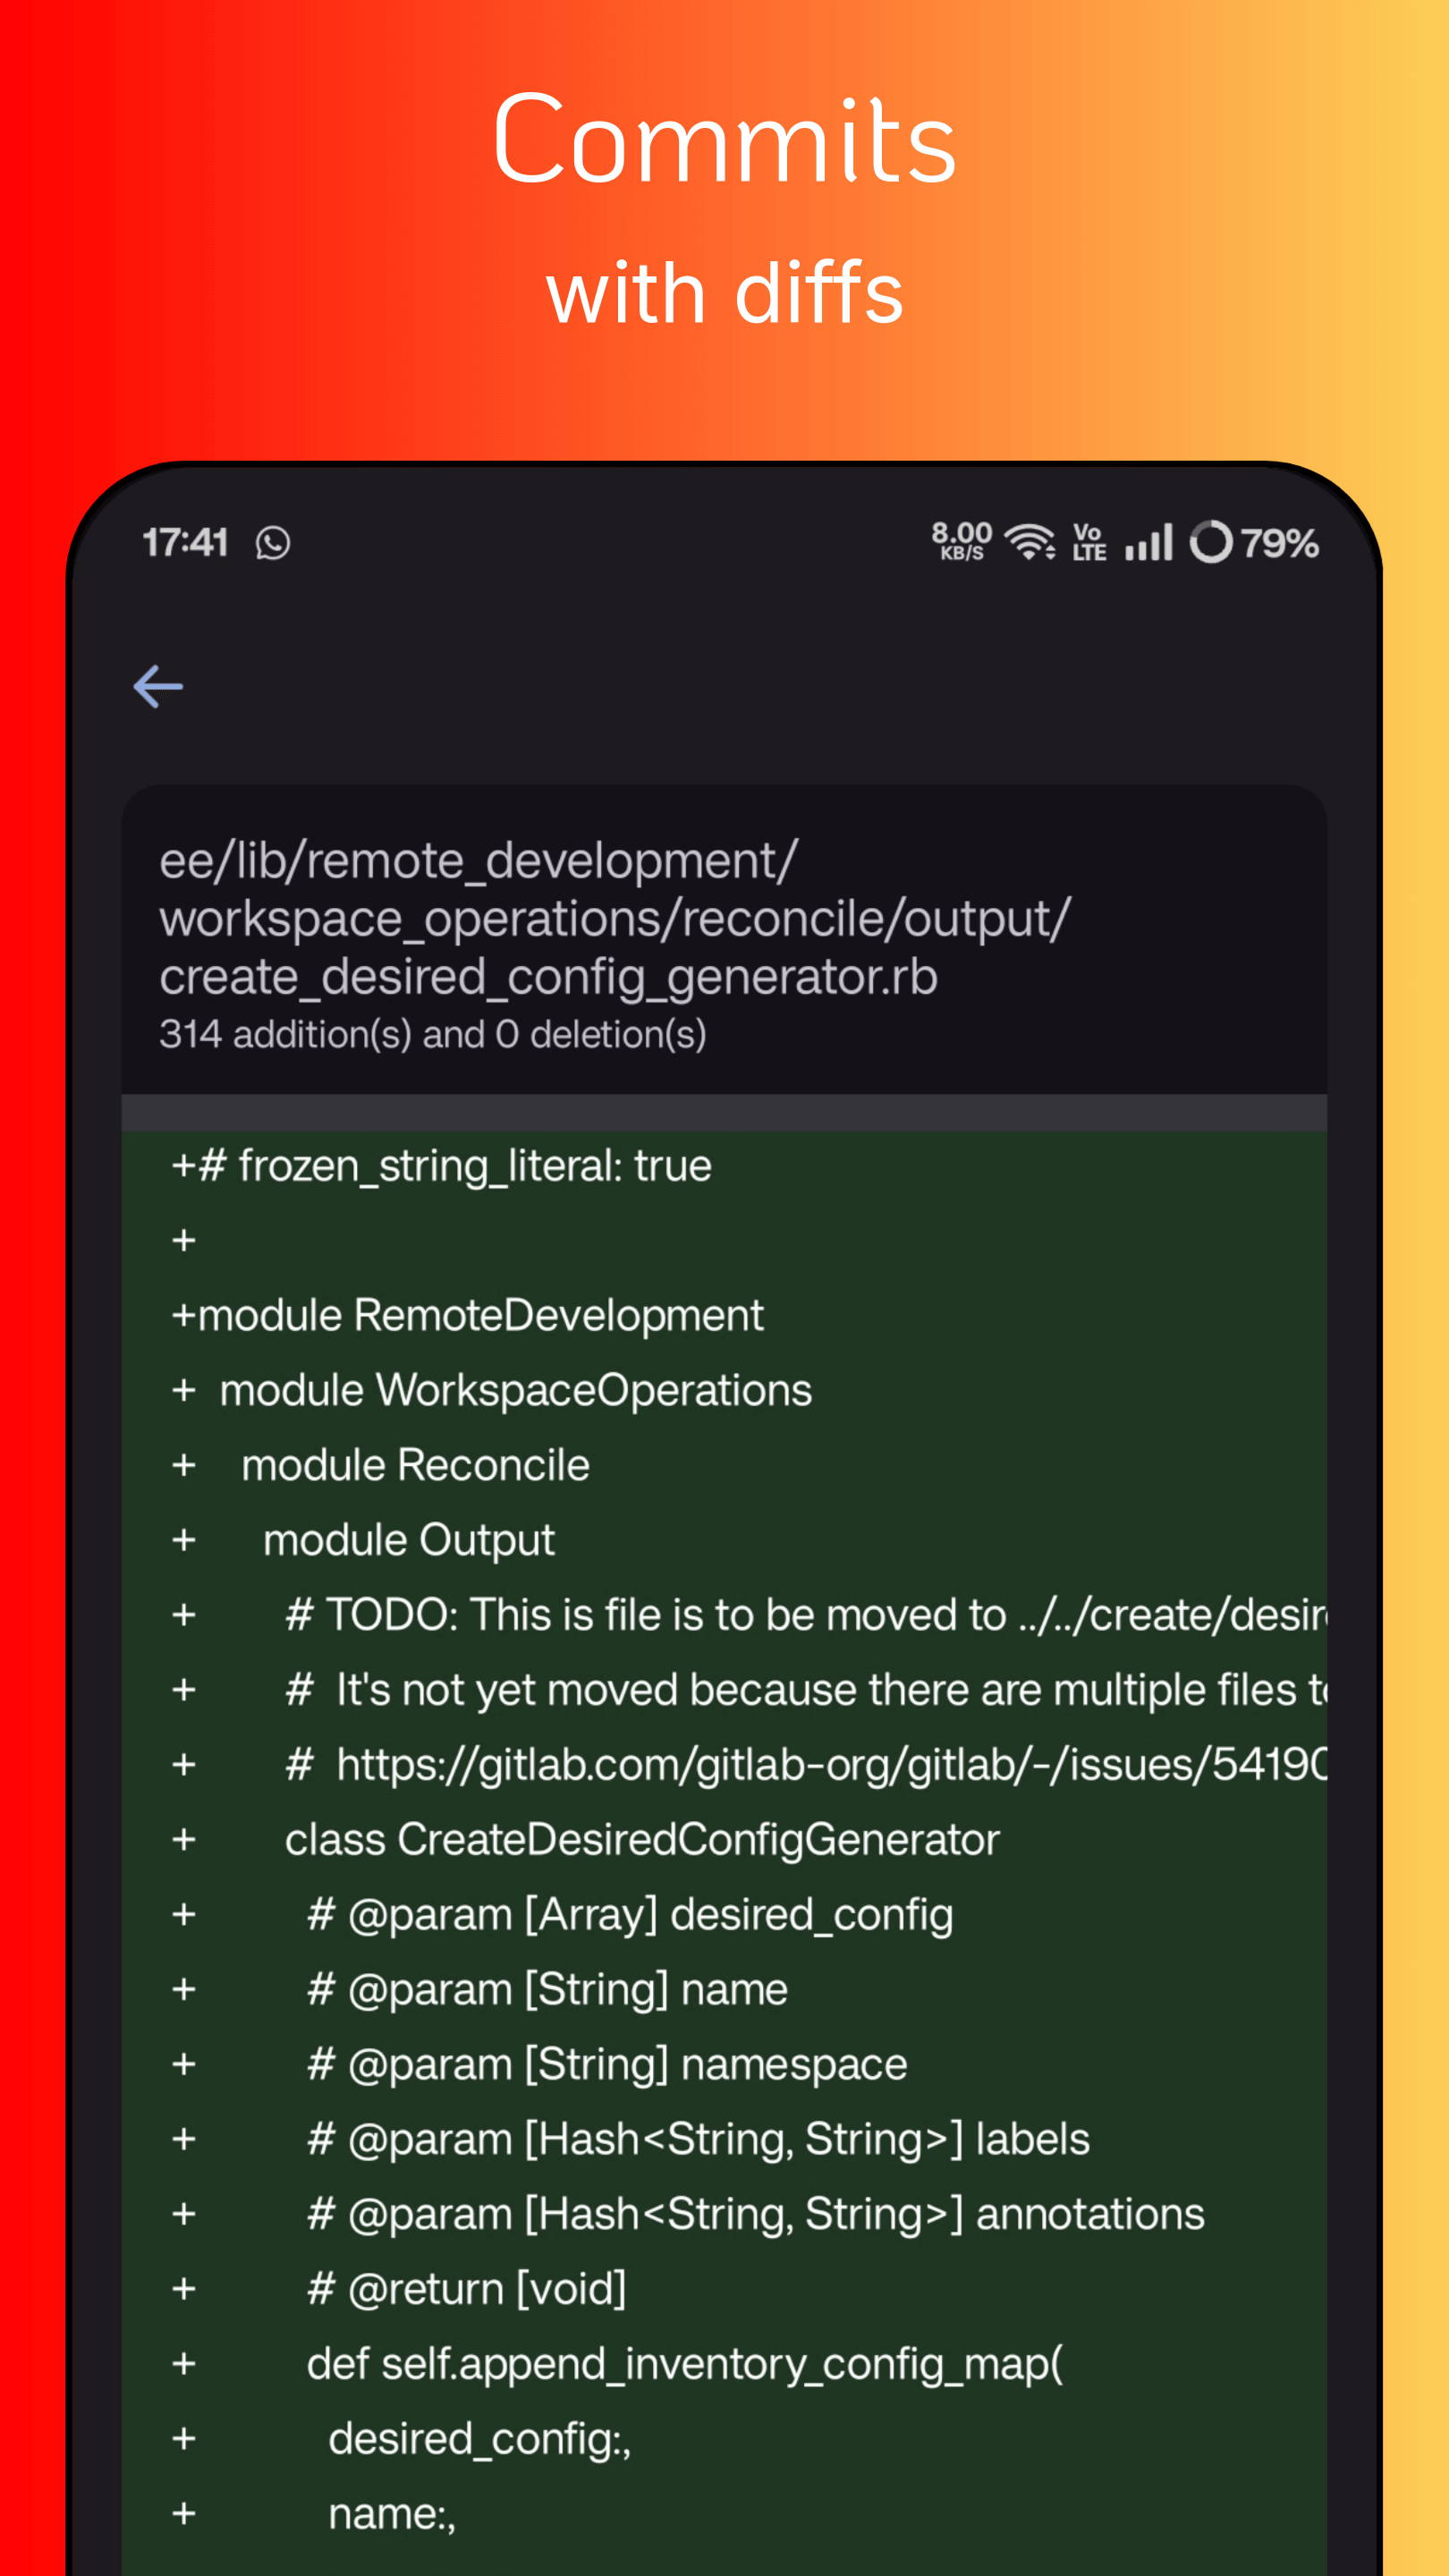 Commits
with diffs
17:41
8.00 KB/S Vo LTE 79%
ee/lib/remote_development/
workspace_operations/reconcile/output/
create_desired_config_generator.rb
314 addition(s) and 0 deletion(s)
+# frozen_string_literal: true
+
+module RemoteDevelopment
+  module WorkspaceOperations
+    module Reconcile
+      module Output
+        # TODO: This is file is to be moved to ../../create/desir
+        #  It's not yet moved because there are multiple files t
+        #  https://gitlab.com/gitlab-org/gitlab/-/issues/5419
+        class CreateDesiredConfigGenerator
+          # @param [Array] desired_config
+          # @param [String] name
+          # @param [String] namespace
+          # @param [Hash<String, String>] labels
+          # @param [Hash<String, String>] annotations
+          # @return [void]
+          def self.append_inventory_config_map(
+            desired_config:,
+            name:,